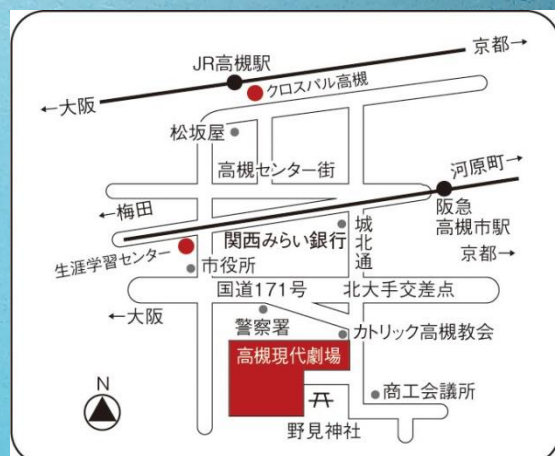 京都→
JR高槻駅
クロスパル高槻
←大阪
松坂屋
河原町→
高槻センター街
←梅田
阪急
高槻市駅
関西みらい銀行
城北通
京都→
生涯学習センター
市役所
国道171号
北大手交差点
←大阪
警察署
カトリック高槻教会
高槻現代劇場
N
商工会議所
野見神社